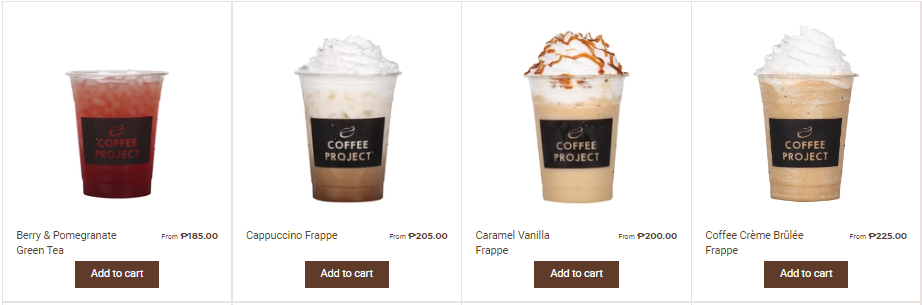 COFFEE
PROJECT
COFFEE
PROJECT
COFFEE
PROJECT
COFFEE
PROJECT
Berry & Pomegranate
Green Tea
From ₱185.00
Cappuccino Frappe
From ₱205.00
Caramel Vanilla
Frappe
From ₱200.00
Coffee Crème Brûlée
Frappe
From ₱225.00
Add to cart
Add to cart
Add to cart
Add to cart